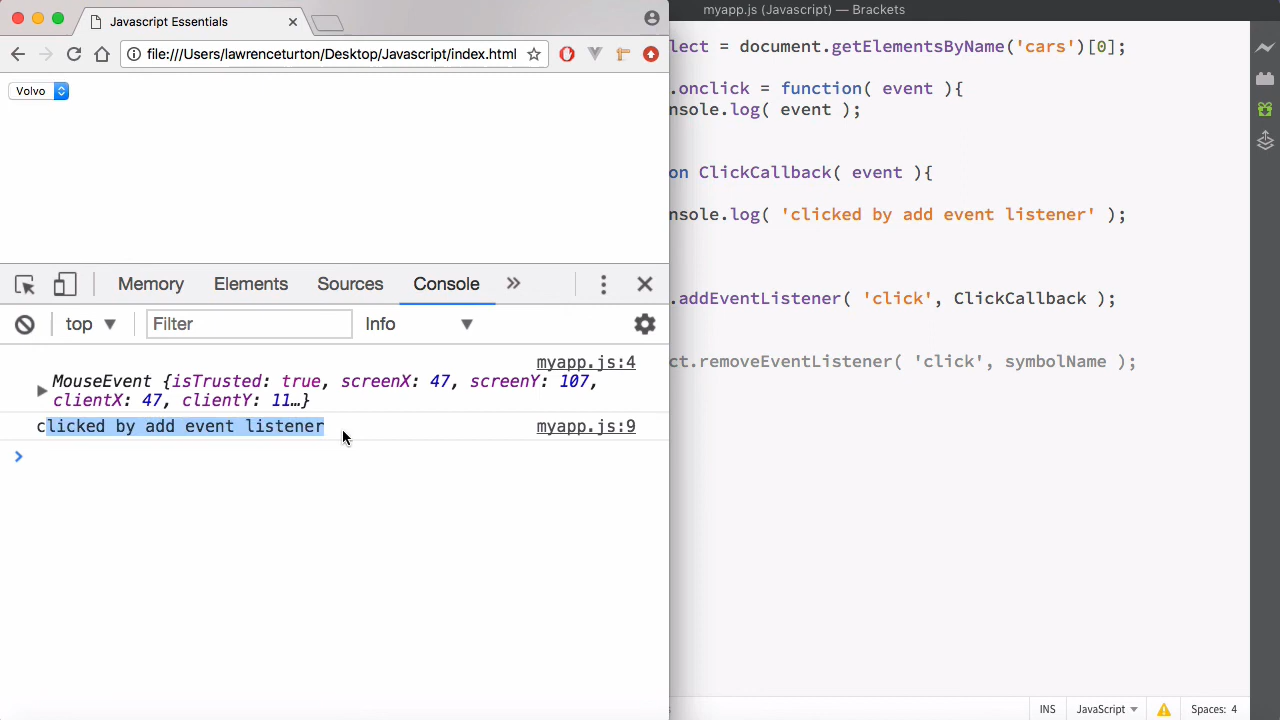 Javascript Essentials
file:///Users/lawrenceturton/Desktop/Javascript/index.html
Volvo
Memory Elements Sources Console
top Filter Info
myapp.js:4
MouseEvent {isTrusted: true, screenX: 47, screenY: 107,
clientX: 47, clientY: 11…}
clicked by add event listener myapp.js:9
myapp.js (Javascript) — Brackets
lect = document.getElementsByName('cars')[0];
.onclick = function( event ){
nsole.log( event );
on ClickCallback( event ){
nsole.log( 'clicked by add event listener' );
.addEventListener( 'click', ClickCallback );
ct.removeEventListener( 'click', symbolName );
INS JavaScript Spaces: 4